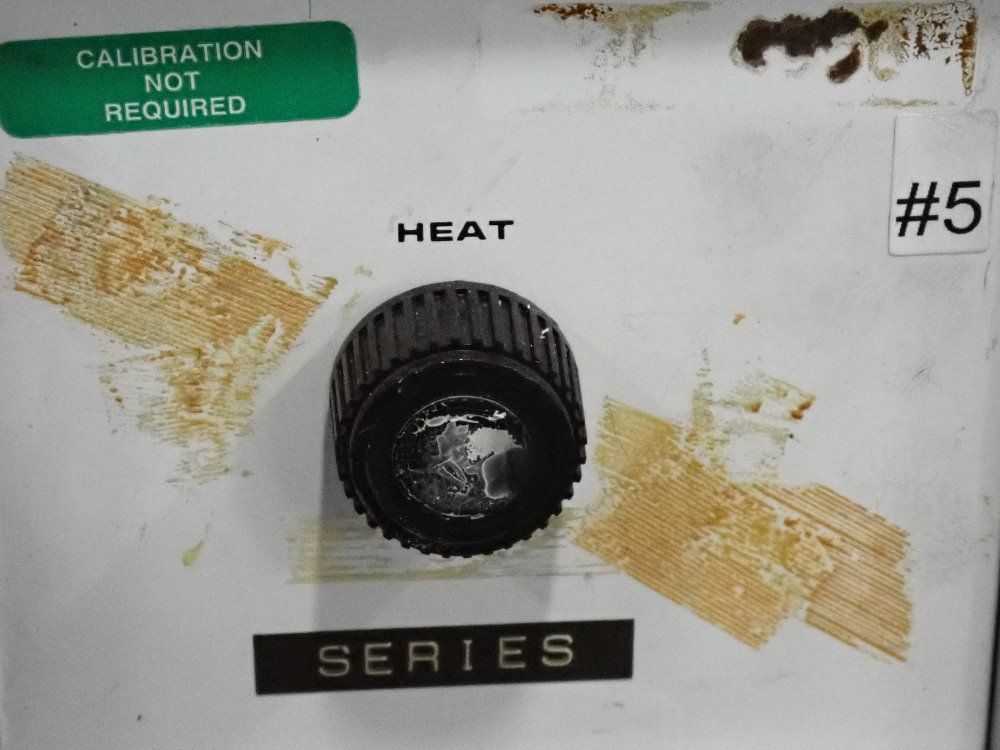 CALIBRATION
NOT
REQUIRED
#5
HEAT
SERIES